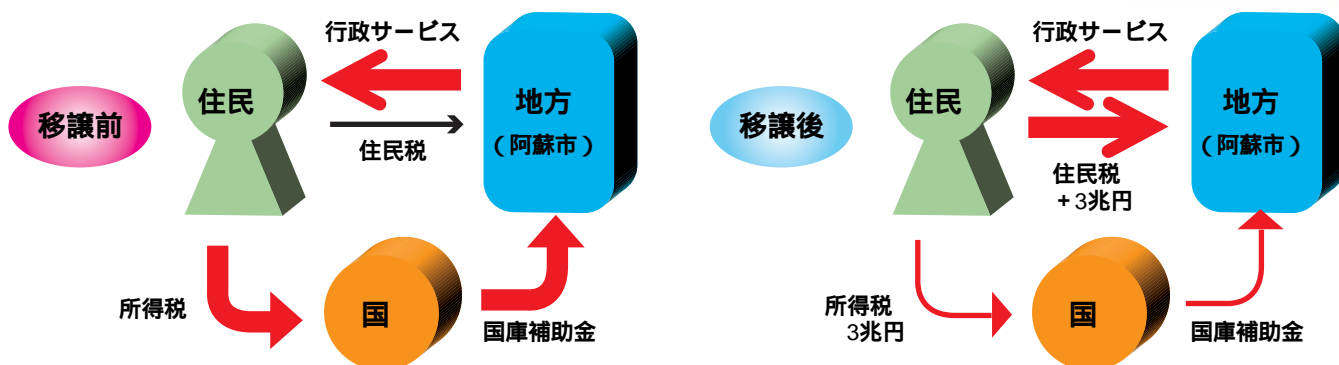 行政サービス
移譲前
住民
地方
（阿蘇市）
住民税
所得税
国
国庫補助金
行政サービス
移譲後
住民
地方
（阿蘇市）
住民税
＋3兆円
所得税
3兆円
国
国庫補助金